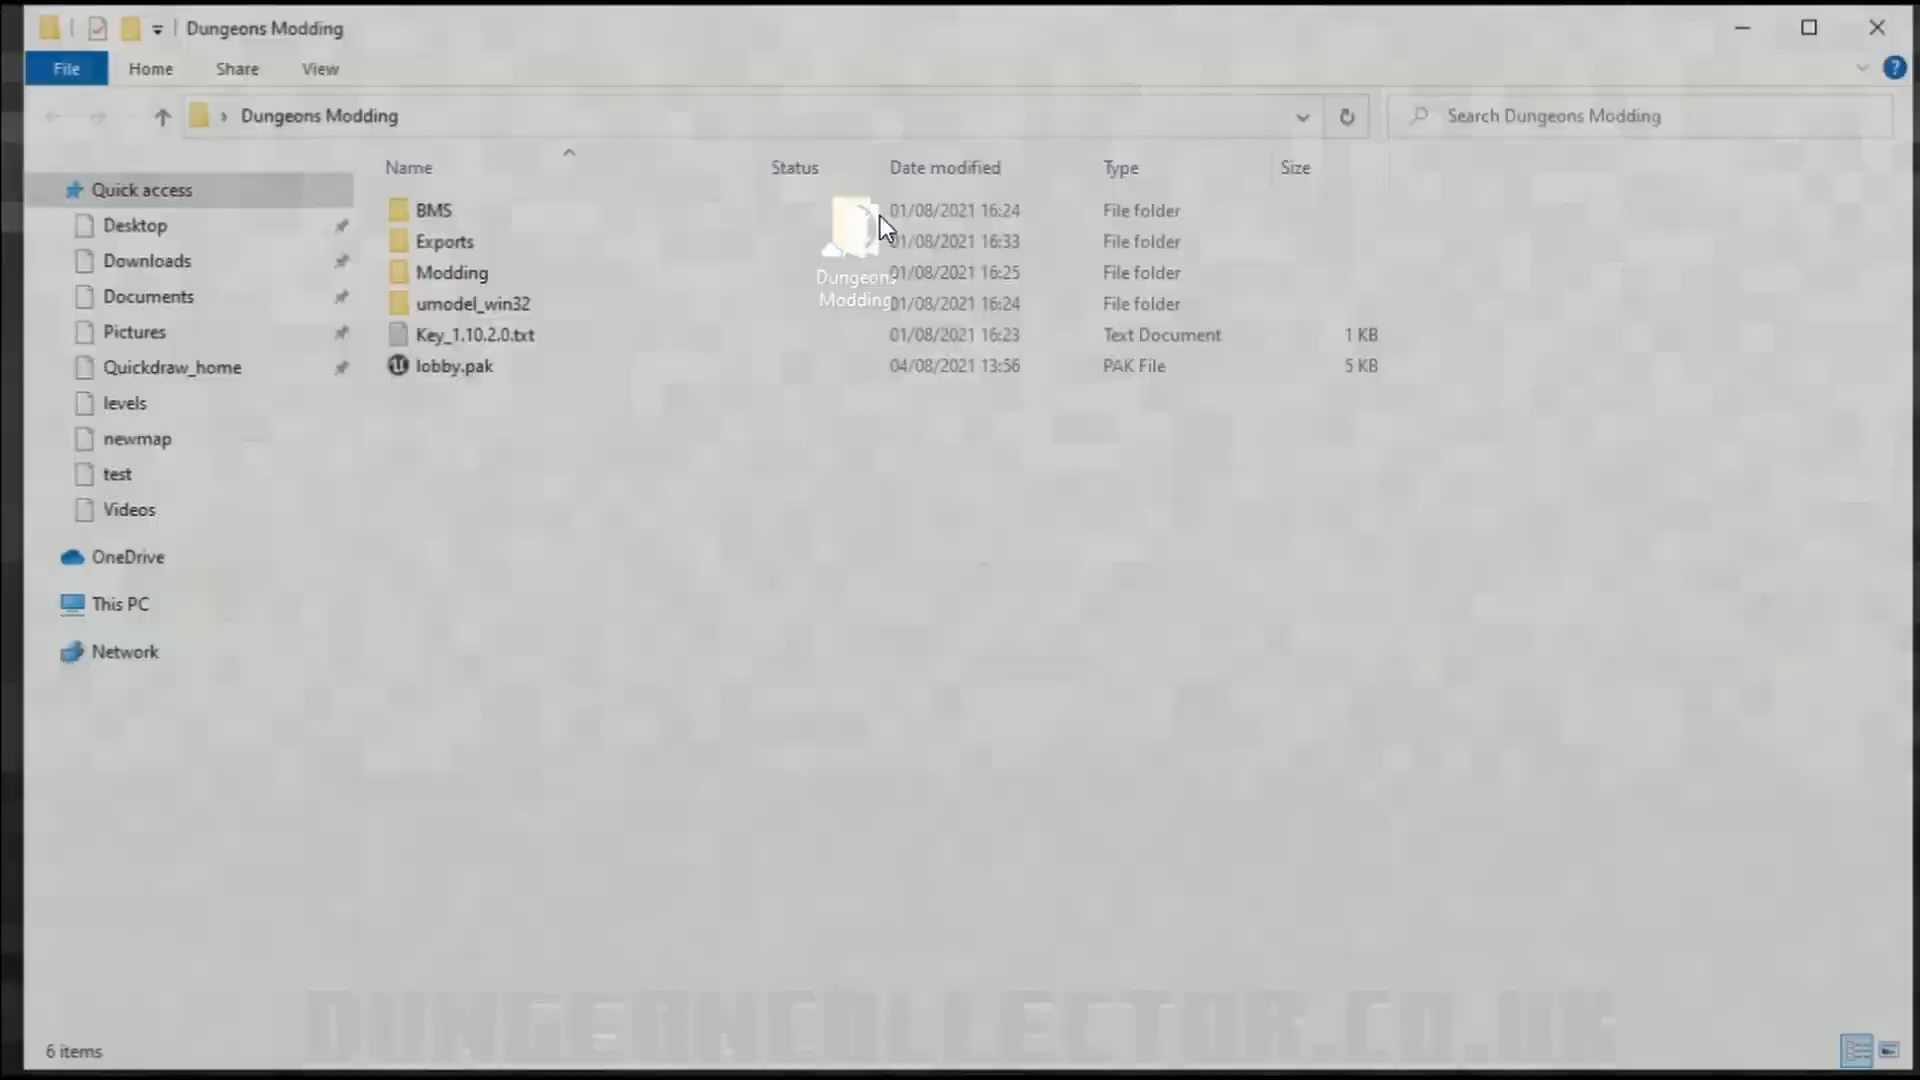 Dungeons Modding
File Home Share View
Dungeons Modding
Search Dungeons Modding
Name Status Date modified Type Size
Quick access
Desktop
Downloads
Documents
Pictures
Quickdraw_home
levels
newmap
test
Videos
OneDrive
This PC
Network
BMS 01/08/2021 16:24 File folder
Exports 01/08/2021 16:33 File folder
Modding 01/08/2021 16:25 File folder
umodel_win32 01/08/2021 16:24 File folder
Key_1.10.2.0.txt 01/08/2021 16:23 Text Document 1 KB
lobby.pak 04/08/2021 13:56 PAK File 5 KB
Dungeons
Modding
DUNGEONCOLLECTOR.CO.UK
6 items